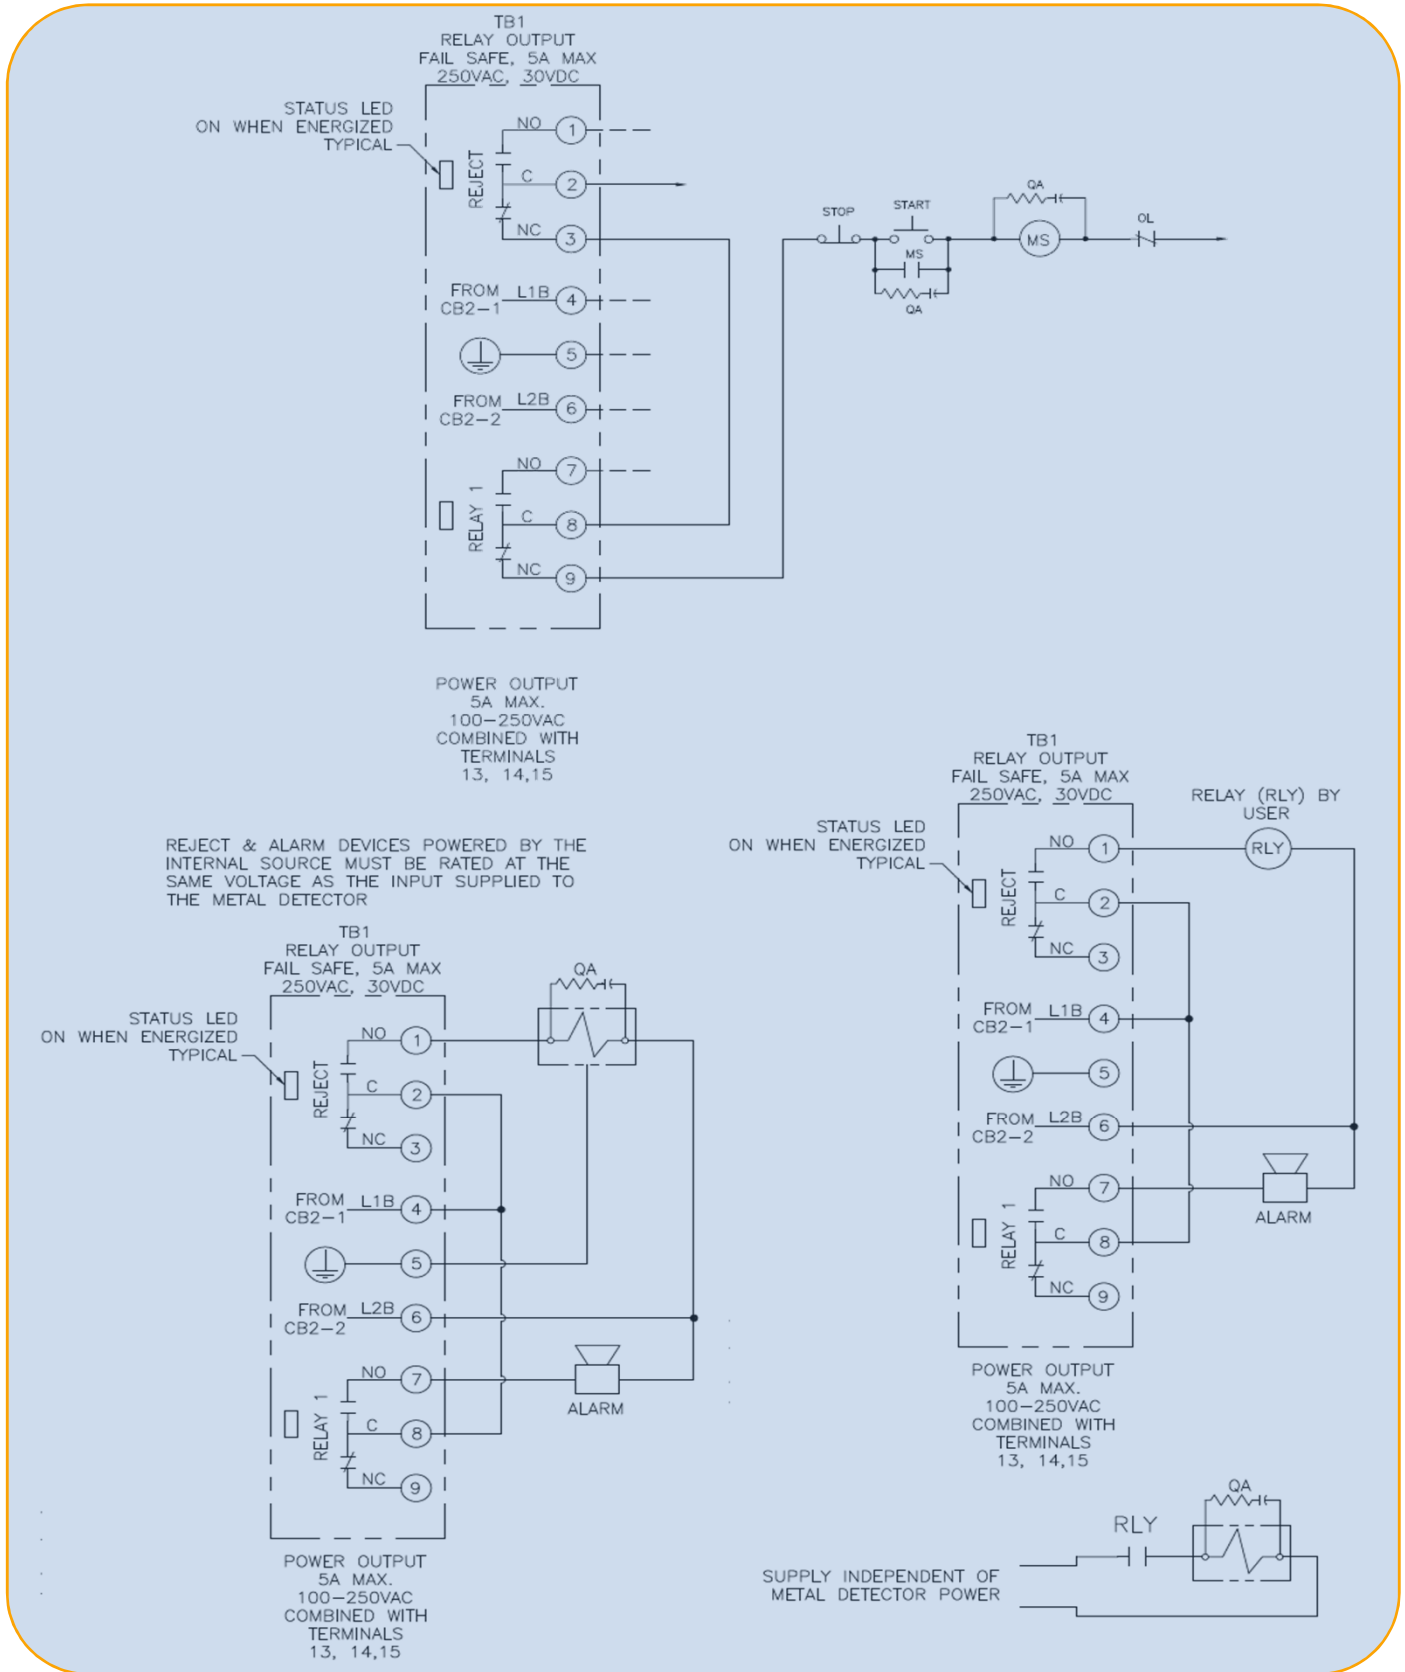 TB1
RELAY OUTPUT
FAIL SAFE, 5A MAX
250VAC, 30VDC
STATUS LED
ON WHEN ENERGIZED
TYPICAL
REJECT
NO 1
C 2
NC 3
FROM L1B 4
CB2-1
5
FROM L2B 6
CB2-2
RELAY 1
NO 7
C 8
NC 9
STOP
START
MS
QA
QA
MS
OL
POWER OUTPUT
5A MAX.
100-250VAC
COMBINED WITH
TERMINALS
13, 14,15
REJECT & ALARM DEVICES POWERED BY THE
INTERNAL SOURCE MUST BE RATED AT THE
SAME VOLTAGE AS THE INPUT SUPPLIED TO
THE METAL DETECTOR
TB1
RELAY OUTPUT
FAIL SAFE, 5A MAX
250VAC, 30VDC
STATUS LED
ON WHEN ENERGIZED
TYPICAL
REJECT
NO 1
C 2
NC 3
FROM L1B 4
CB2-1
5
FROM L2B 6
CB2-2
RELAY 1
NO 7
C 8
NC 9
QA
ALARM
POWER OUTPUT
5A MAX.
100-250VAC
COMBINED WITH
TERMINALS
13, 14,15
TB1
RELAY OUTPUT
FAIL SAFE, 5A MAX
250VAC, 30VDC
RELAY (RLY) BY
USER
STATUS LED
ON WHEN ENERGIZED
TYPICAL
REJECT
NO 1
RLY
C 2
NC 3
FROM L1B 4
CB2-1
5
FROM L2B 6
CB2-2
RELAY 1
NO 7
C 8
NC 9
ALARM
POWER OUTPUT
5A MAX.
100-250VAC
COMBINED WITH
TERMINALS
13, 14,15
QA
RLY
SUPPLY INDEPENDENT OF
METAL DETECTOR POWER